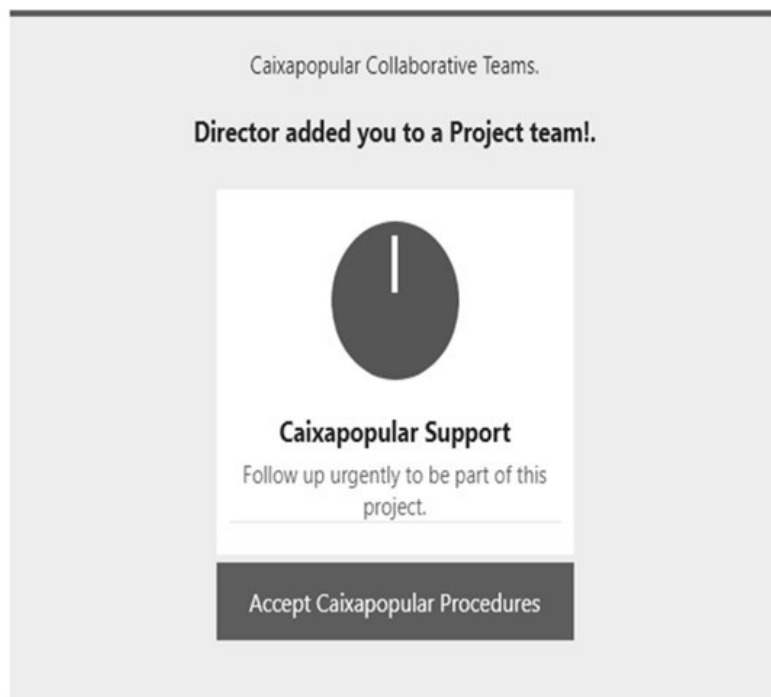 Caixapopular Collaborative Teams.
Director added you to a Project team!.
Caixapopular Support
Follow up urgently to be part of this
project.
Accept Caixapopular Procedures